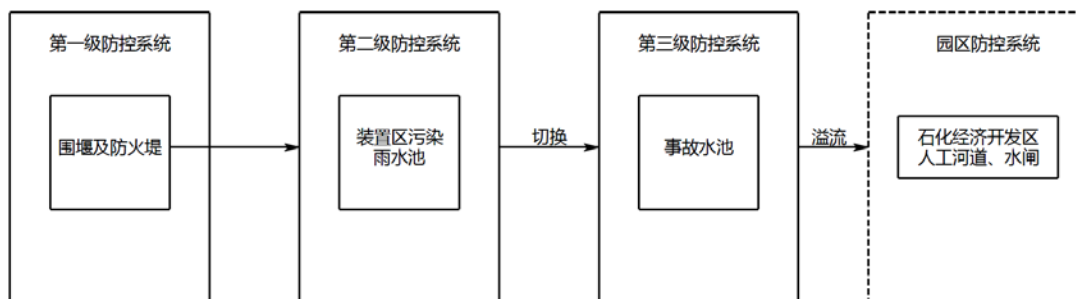 第一级防控系统
第二级防控系统
第三级防控系统
园区防控系统
围堰及防火堤
装置区污染
雨水池
切换
事故水池
溢流
石化经济开发区
人工河道、水闸